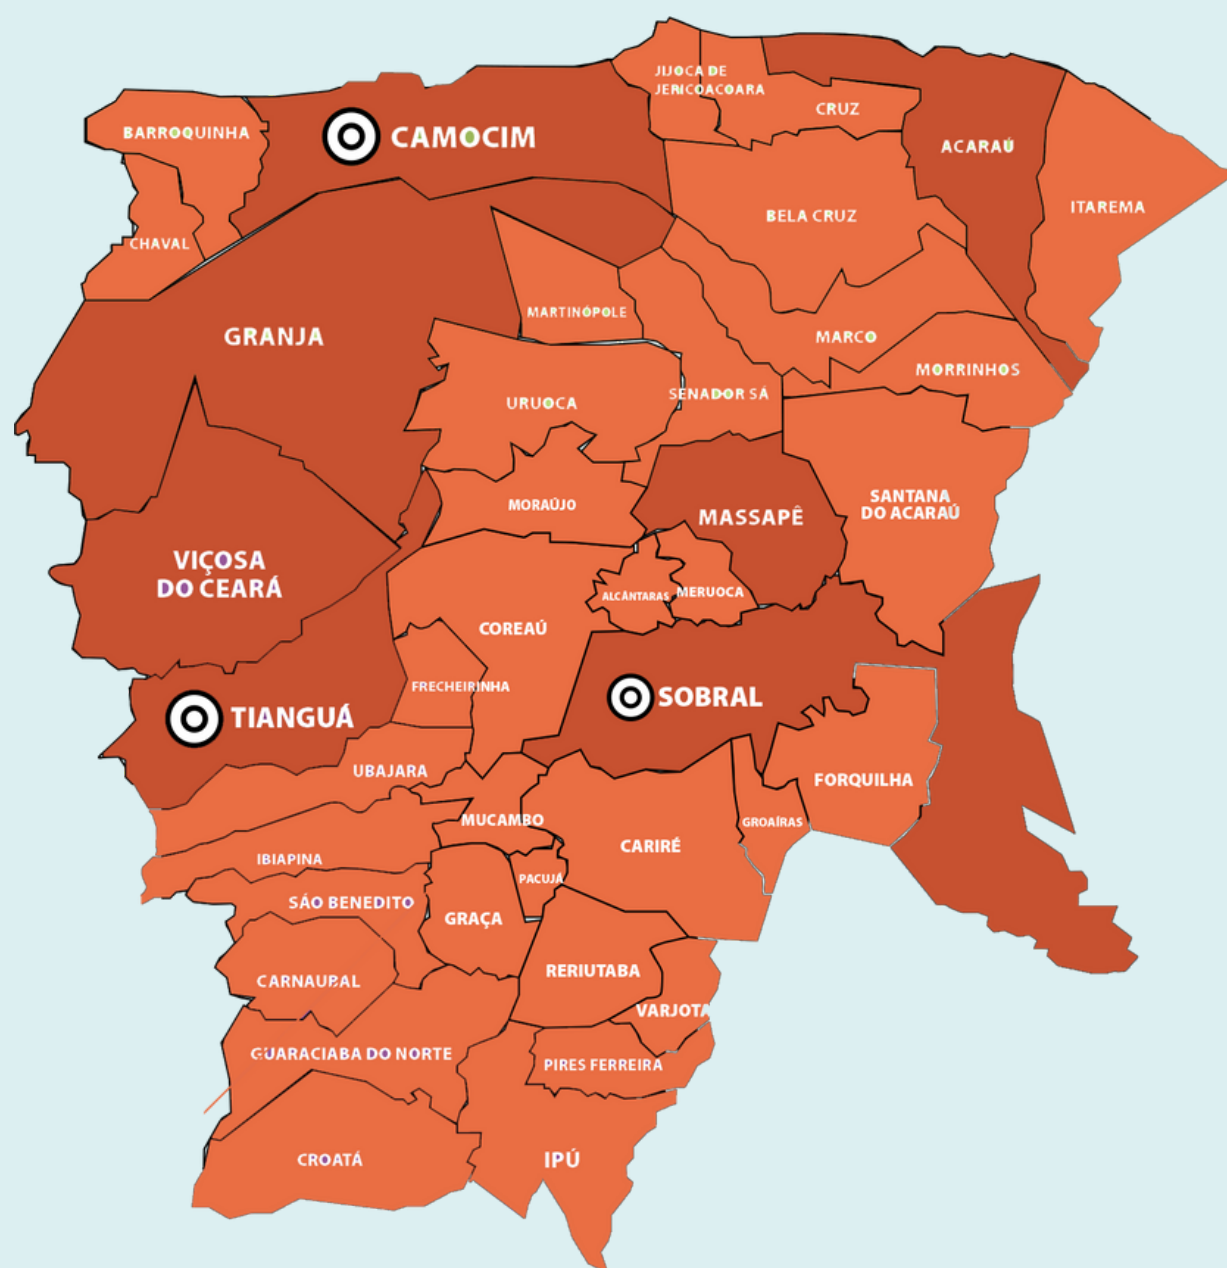 JIJOCA DE
JERICOACOARA
CRUZ
BARROQUINHA
CAMOCIM
ACARAÚ
ITAREMA
BELA CRUZ
CHAVAL
MARTINÓPOLE
GRANJA
MARCO
MORRINHOS
SENADOR SÁ
URUOCA
SANTANA
DO ACARAÚ
MORAÚJO
MASSAPÊ
VIÇOSA
DO CEARÁ
ALCÂNTARAS
MERUOCA
COREAÚ
FRECHEIRINHA
SOBRAL
TIANGUÁ
UBAJARA
FORQUILHA
MUCAMBO
GROAÍRAS
CARIRÉ
IBIAPINA
PACUJÁ
SÁO BENEDITO
GRAÇA
RERIUTABA
CARNAUBAL
VARJOTA
GUARACIABA DO NORTE
PIRES FERREIRA
CROATÁ
IPÚ